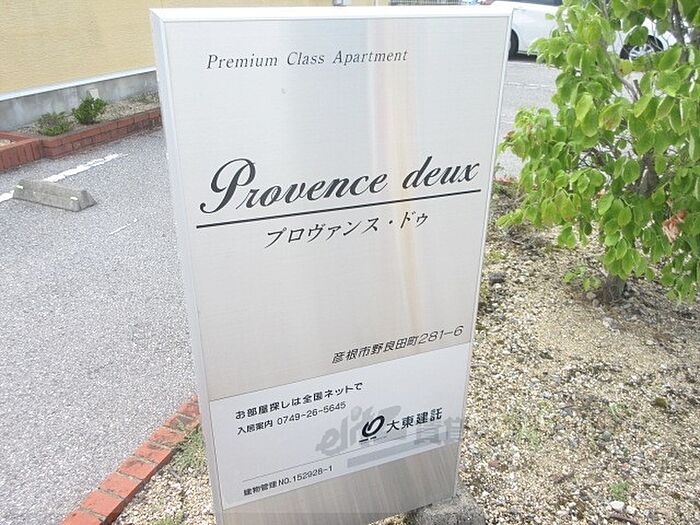 Premium Class Apartment
Provence deux
プロヴァンス・ドゥ
彦根市野良田町281-6
お部屋探しは全国ネットで
入居案内 0749-26-5645
大東建託
建物管理NO.152928-1